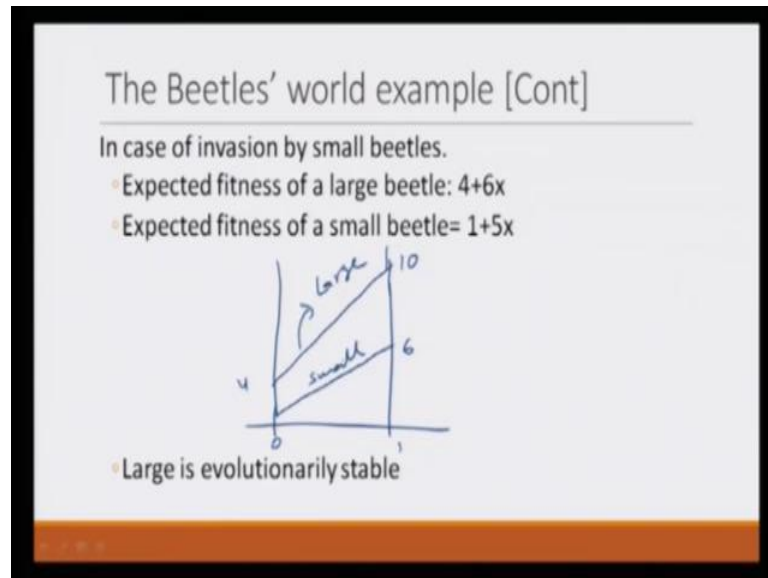 The Beetles' world example [Cont]
In case of invasion by small beetles.
Expected fitness of a large beetle: 4+6x
Expected fitness of a small beetle= 1+5x
Large
10
small
6
4
0
1
Large is evolutionarily stable